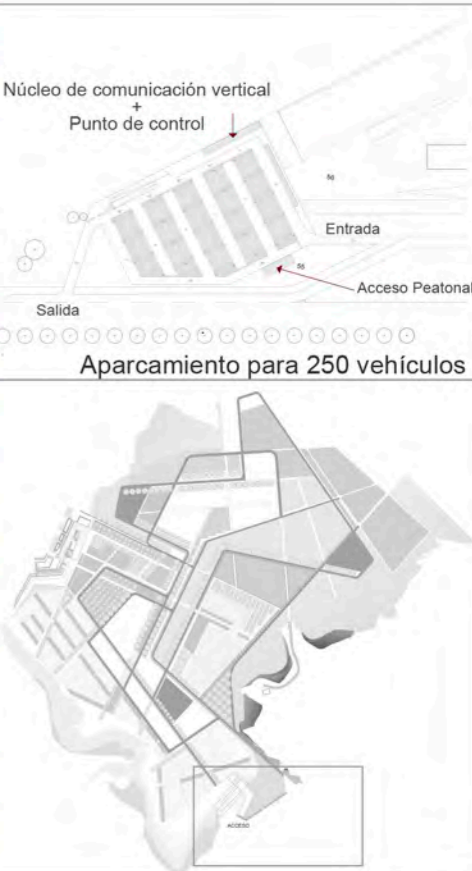 Núcleo de comunicación vertical
+
Punto de control
Entrada
Acceso Peatonal
Salida
Aparcamiento para 250 vehículos
ACCESO